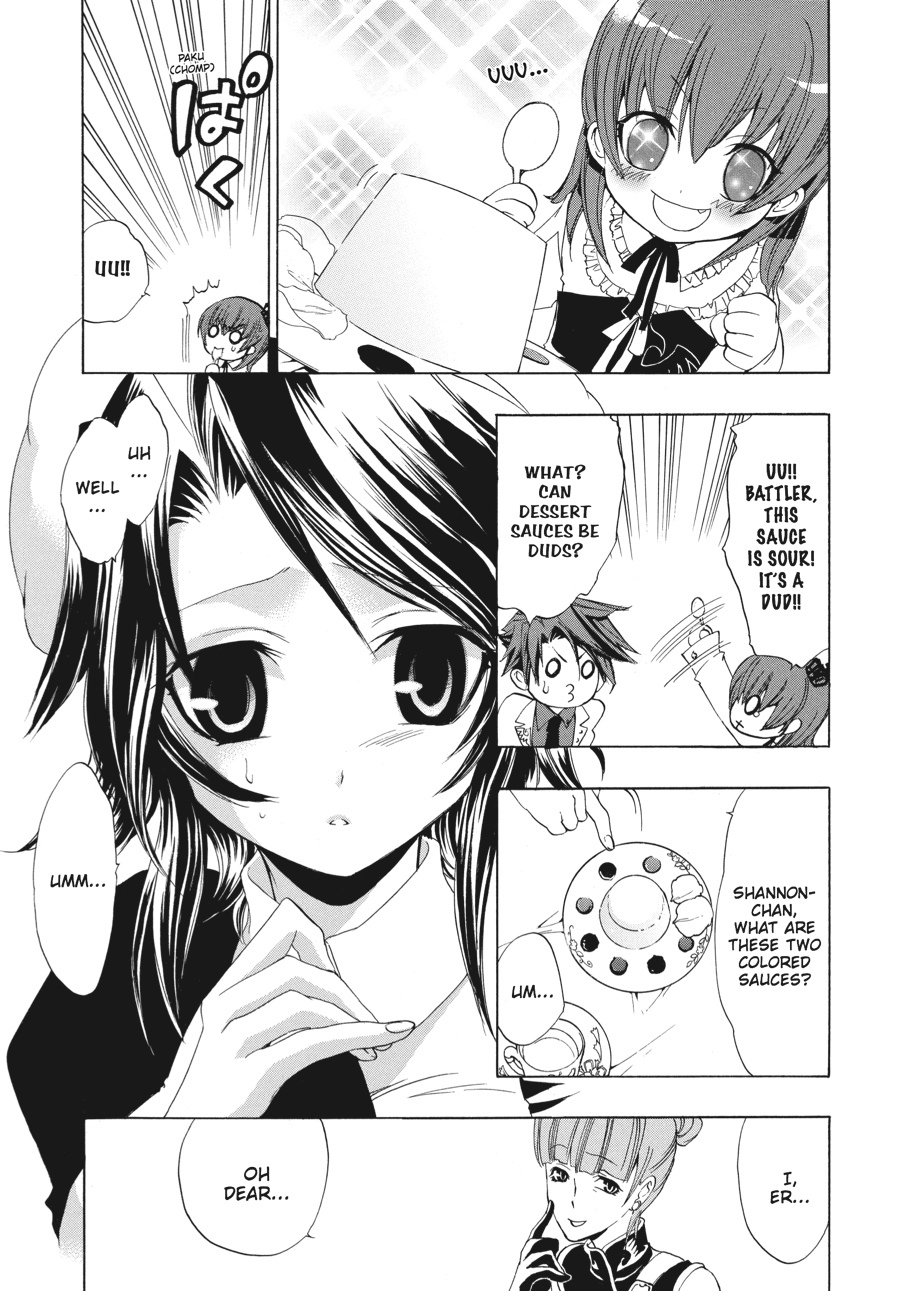 UUU...
PAKU
(CHOMP)
ぱく
UU!!
UU!!
BATTLER,
THIS
SAUCE
IS SOUR!
IT'S A
DUD!!
WHAT?
CAN
DESSERT
SAUCES BE
DUDS?
SHANNON-
CHAN,
WHAT ARE
THESE TWO
COLORED
SAUCES?
UM...
UH
...
WELL
...
UMM...
I,
ER...
OH
DEAR...